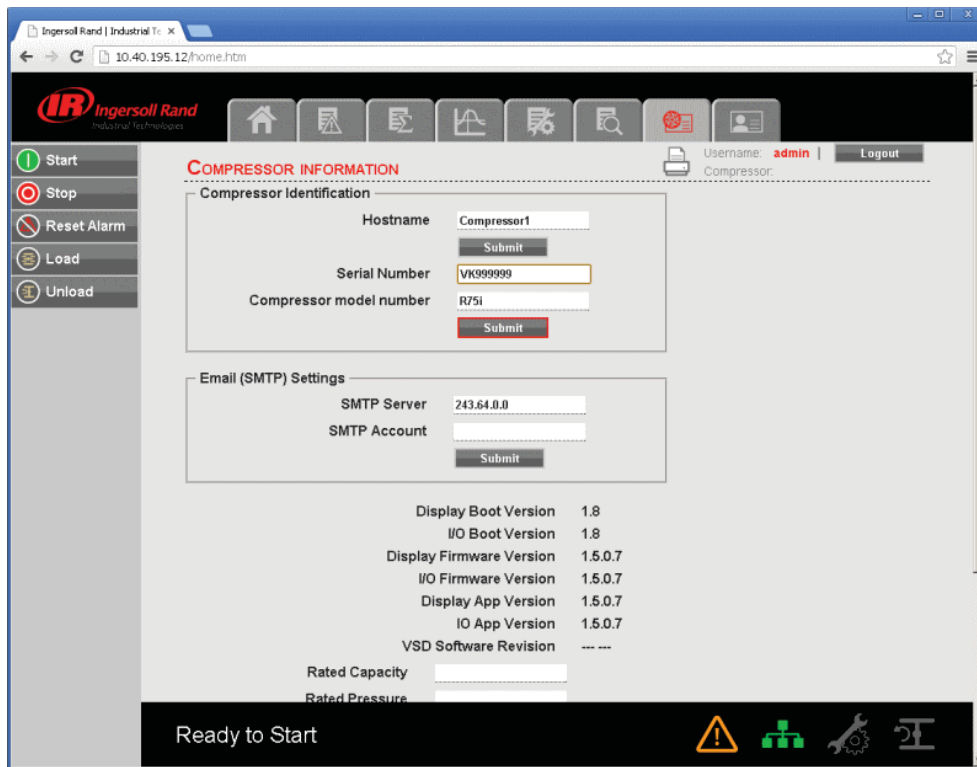 Ingersoll Rand | Industrial Te
10.40.195.12/home.htm
IR Ingersoll Rand
Industrial Technologies
Username: admin | Logout
Compressor:
Start
Stop
Reset Alarm
Load
Unload
COMPRESSOR INFORMATION
Compressor Identification
Hostname Compressor1
Submit
Serial Number VK999999
Compressor model number R75i
Submit
Email (SMTP) Settings
SMTP Server 243.64.0.0
SMTP Account
Submit
Display Boot Version 1.8
I/O Boot Version 1.8
Display Firmware Version 1.5.0.7
I/O Firmware Version 1.5.0.7
Display App Version 1.5.0.7
IO App Version 1.5.0.7
VSD Software Revision --- ---
Rated Capacity
Rated Pressure
Ready to Start